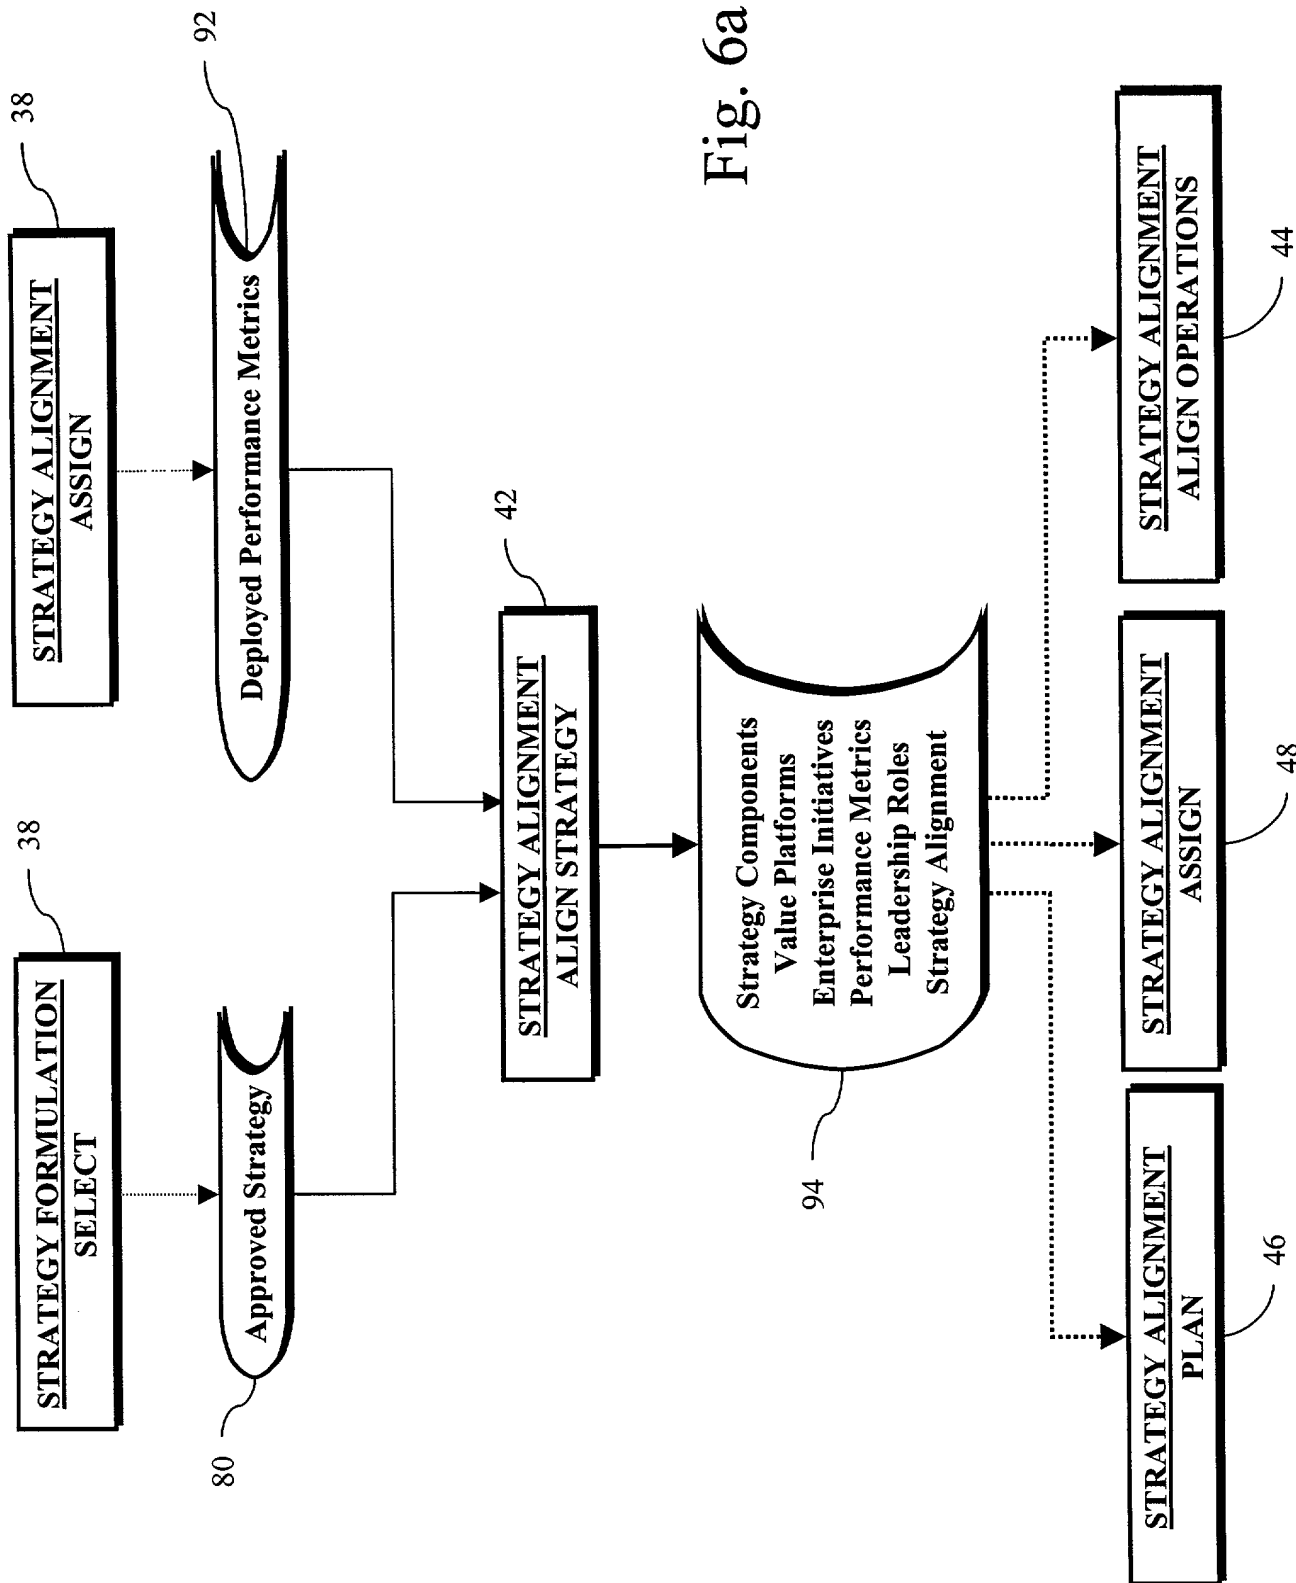 38
STRATEGY FORMULATION
SELECT
38
STRATEGY ALIGNMENT
ASSIGN
80
Approved Strategy
Deployed Performance Metrics
92
42
STRATEGY ALIGNMENT
ALIGN STRATEGY
Fig. 6a
94
Strategy Components
Value Platforms
Enterprise Initiatives
Performance Metrics
Leadership Roles
Strategy Alignment
STRATEGY ALIGNMENT
PLAN
46
STRATEGY ALIGNMENT
ASSIGN
48
STRATEGY ALIGNMENT
ALIGN OPERATIONS
44